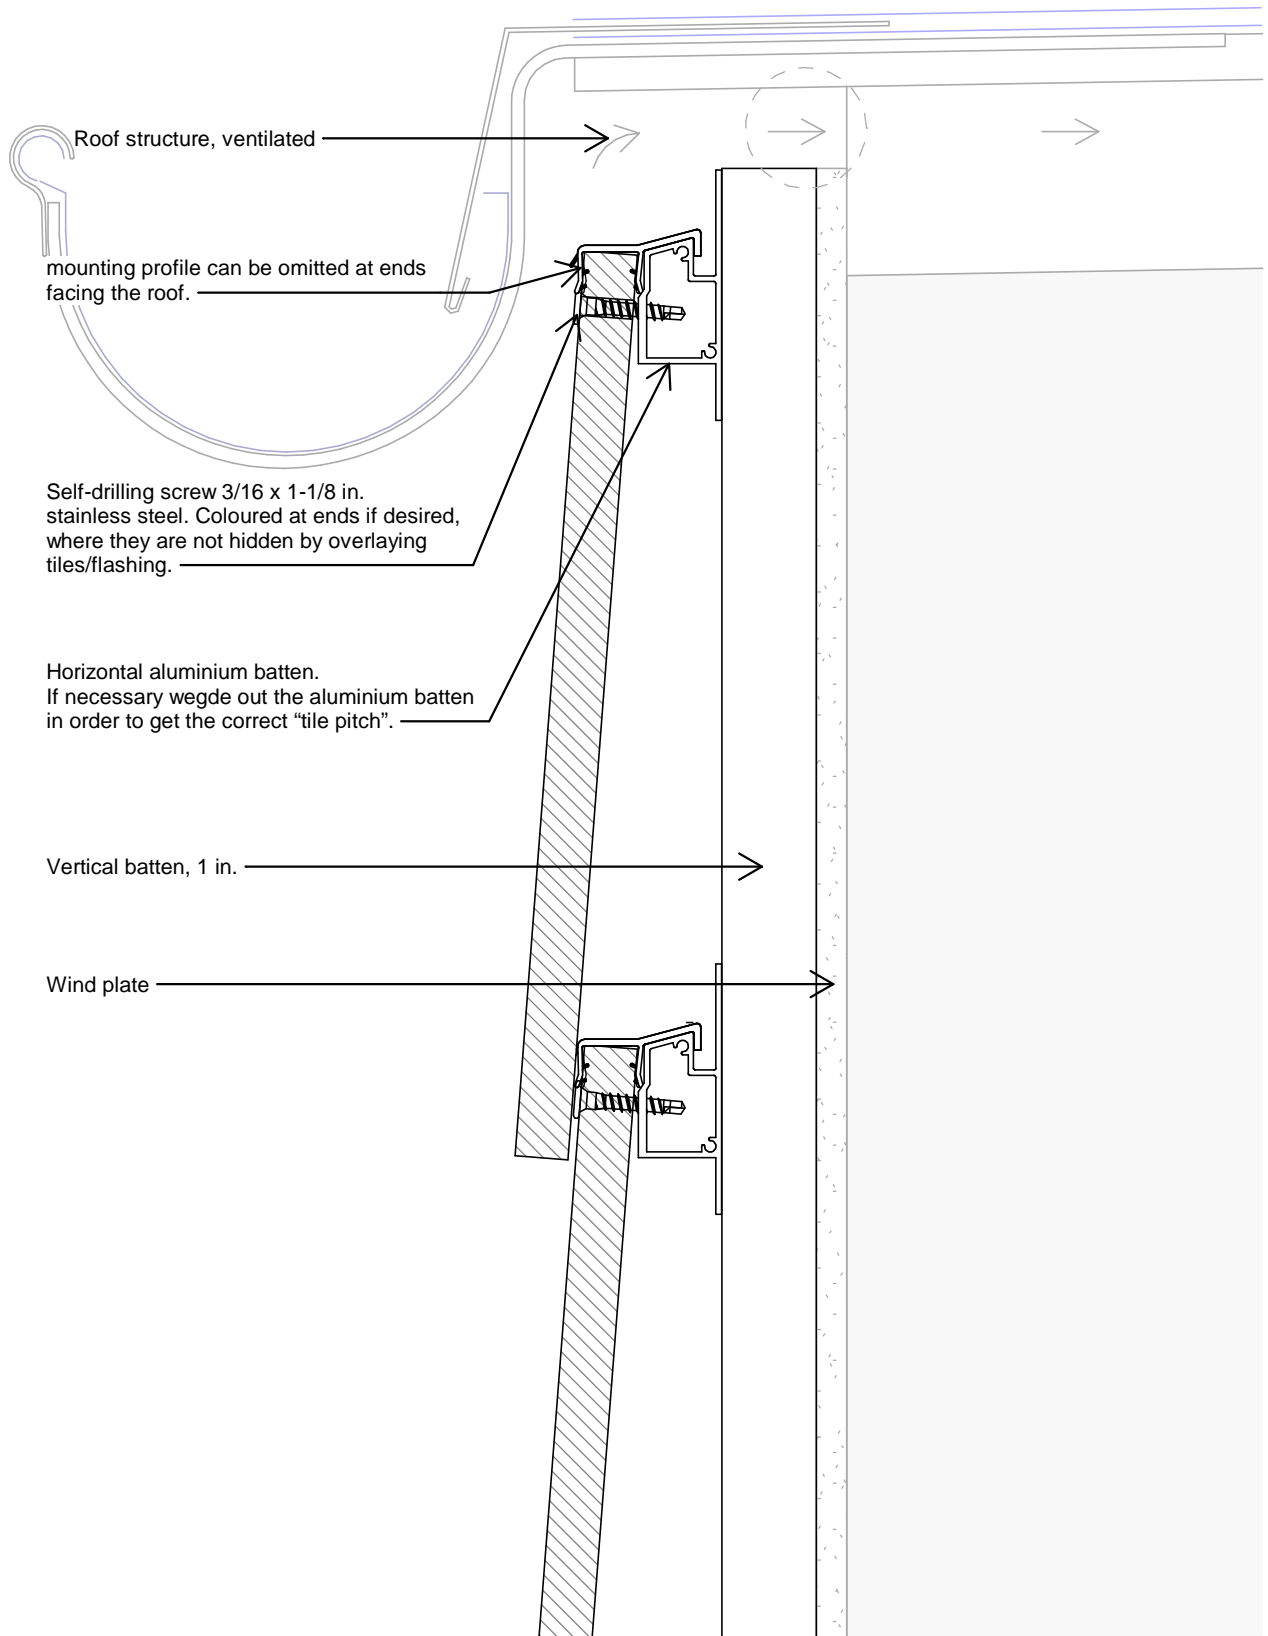 Roof structure, ventilated
mounting profile can be omitted at ends
facing the roof.
Self-drilling screw 3/16 x 1-1/8 in.
stainless steel. Coloured at ends if desired,
where they are not hidden by overlaying
tiles/flashing.
Horizontal aluminium batten.
If necessary wegde out the aluminium batten
in order to get the correct “tile pitch”.
Vertical batten, 1 in.
Wind plate